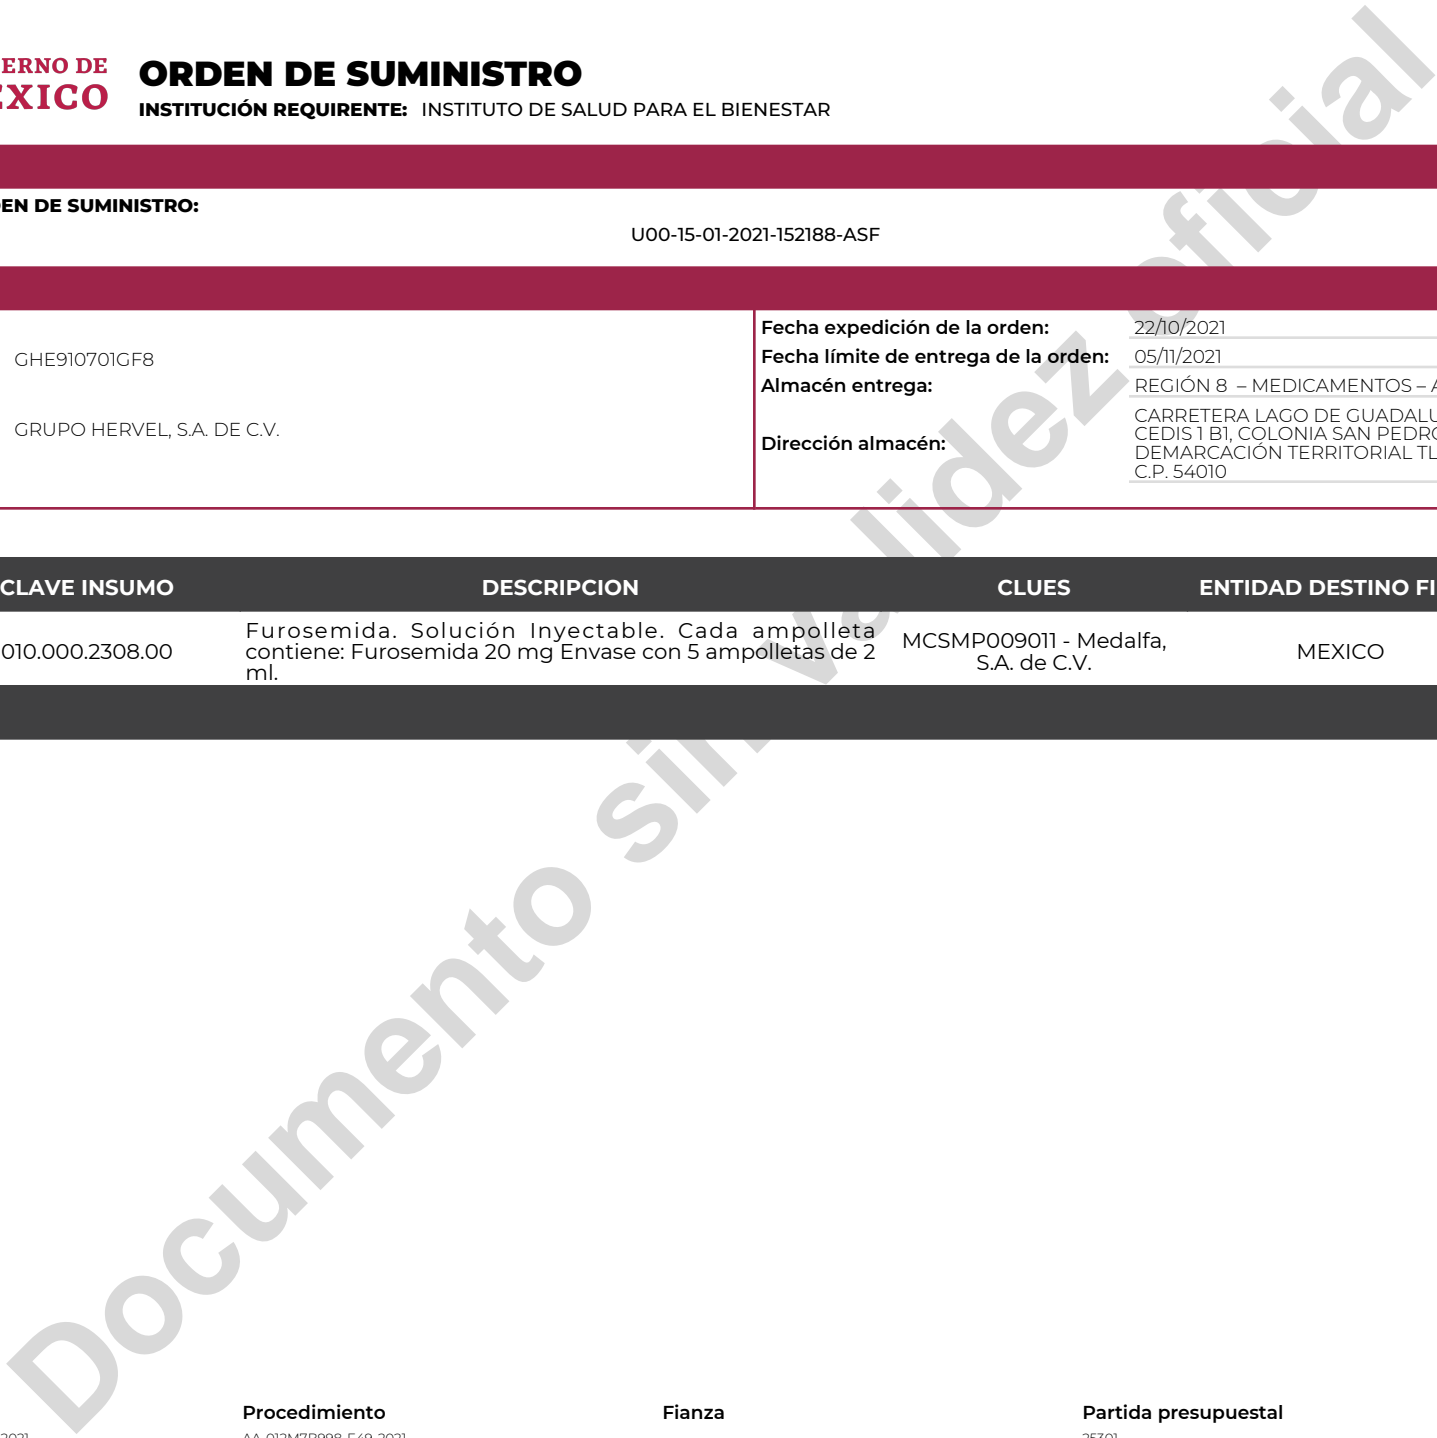 ERNO DE
EXICO
ORDEN DE SUMINISTRO
INSTITUCIÓN REQUIRENTE: INSTITUTO DE SALUD PARA EL BIENESTAR
EN DE SUMINISTRO:
U00-15-01-2021-152188-ASF
GHE910701GF8
GRUPO HERVEL, S.A. DE C.V.
Fecha expedición de la orden: 22/10/2021
Fecha límite de entrega de la orden: 05/11/2021
Almacén entrega: REGIÓN 8 – MEDICAMENTOS – A
Dirección almacén:
CARRETERA LAGO DE GUADALU
CEDIS 1 B1, COLONIA SAN PEDRO
DEMARCACIÓN TERRITORIAL TL
C.P. 54010
CLAVE INSUMO DESCRIPCION CLUES ENTIDAD DESTINO FI
010.000.2308.00
Furosemida. Solución Inyectable. Cada ampolleta
contiene: Furosemida 20 mg Envase con 5 ampolletas de 2
ml.
MCSMP009011 - Medalfa,
S.A. de C.V.
MEXICO
Documento sin validez oficial
Procedimiento Fianza Partida presupuestal